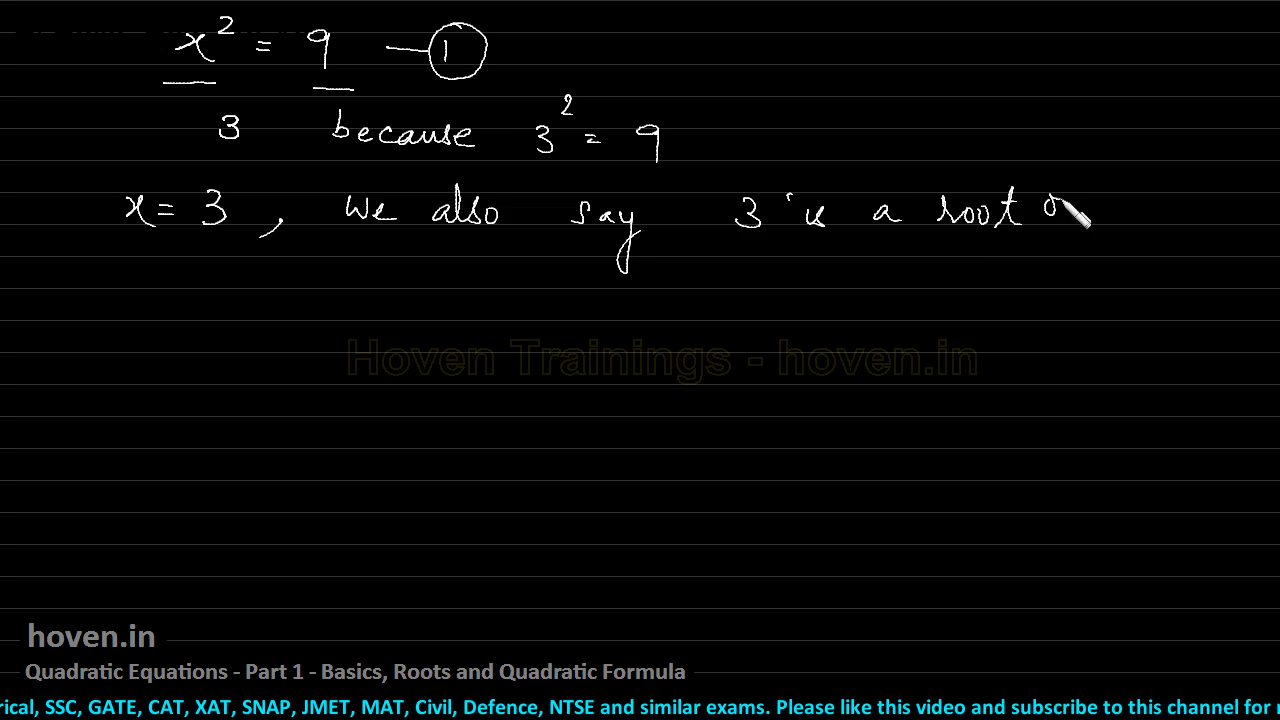 x² = 9 — ①
3 because 3² = 9
x = 3, we also say 3 is a root o
Hoven Trainings - hoven.in
hoven.in
Quadratic Equations - Part 1 - Basics, Roots and Quadratic Formula
rical, SSC, GATE, CAT, XAT, SNAP, JMET, MAT, Civil, Defence, NTSE and similar exams. Please like this video and subscribe to this channel for